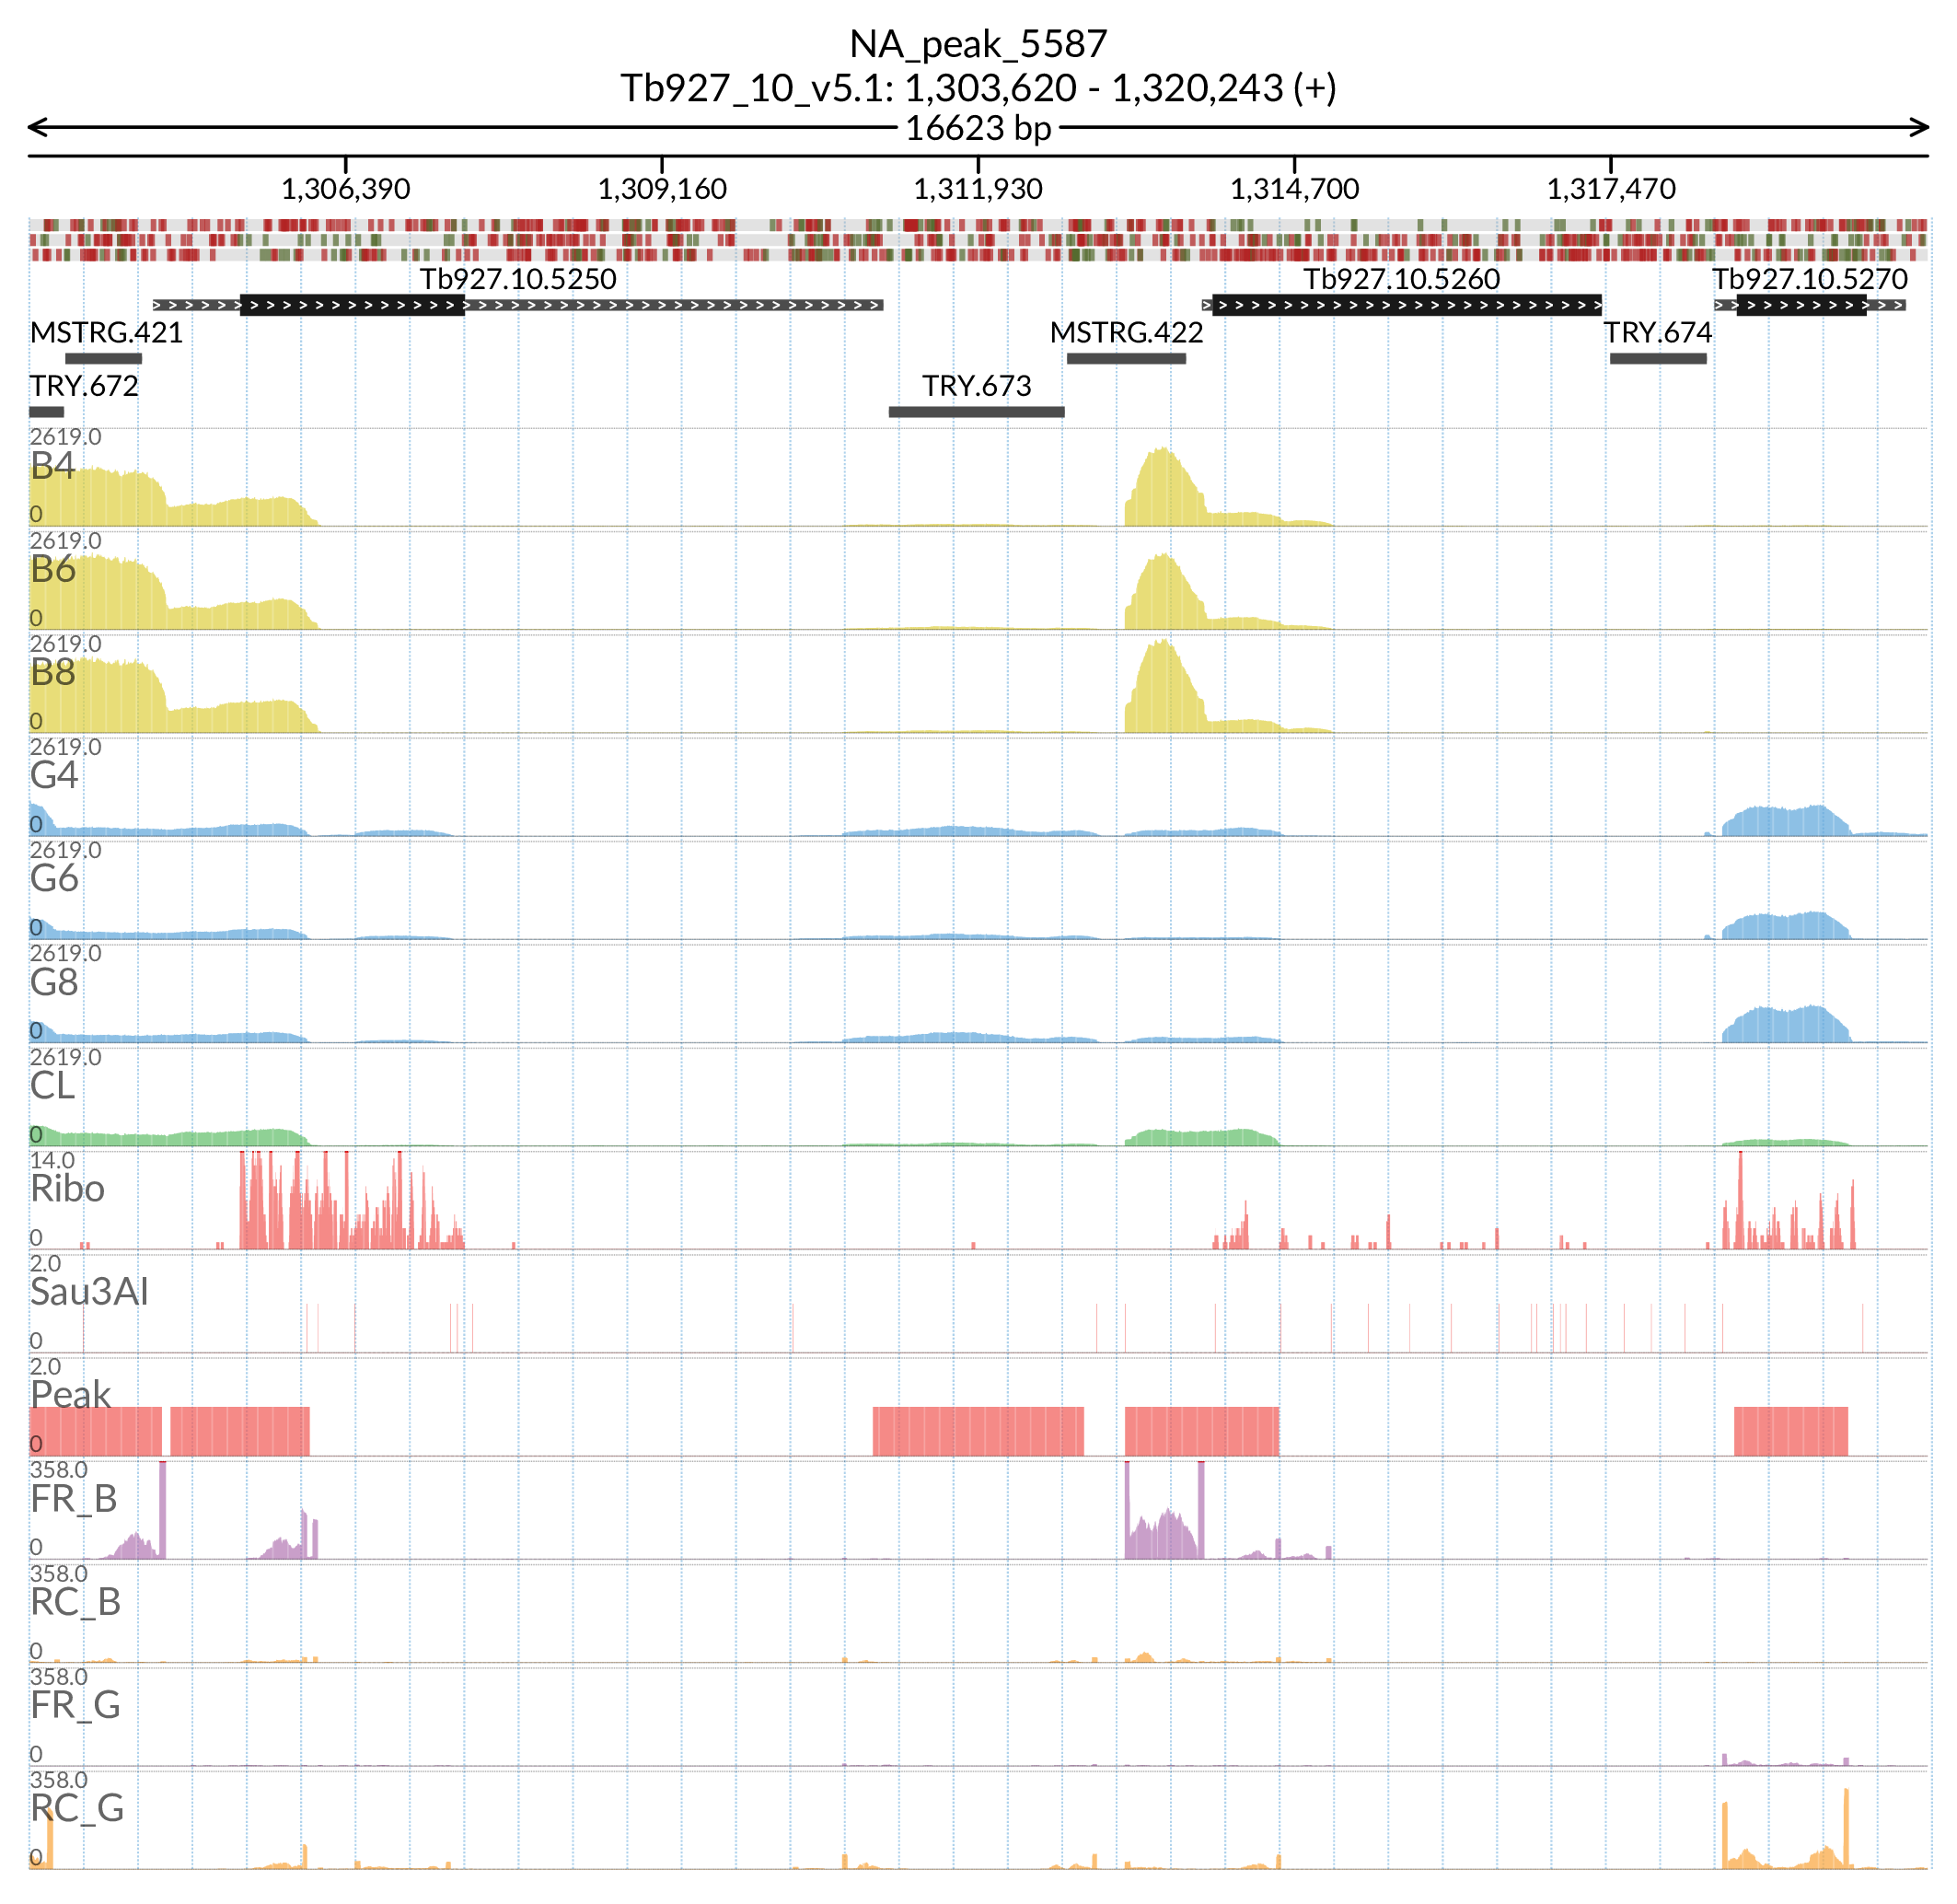 NA_peak_5587
Tb927_10_v5.1: 1,303,620 - 1,320,243 (+)
16623 bp
1,306,390 1,309,160 1,311,930 1,314,700 1,317,470
Tb927.10.5250 Tb927.10.5260 Tb927.10.5270
MSTRG.421 MSTRG.422 TRY.674
TRY.672 TRY.673
2619.0
B4
0
2619.0
B6
0
2619.0
B8
0
2619.0
G4
0
2619.0
G6
0
2619.0
G8
0
2619.0
CL
0
14.0
Ribo
0
2.0
Sau3AI
0
2.0
Peak
0
358.0
FR_B
0
358.0
RC_B
0
358.0
FR_G
0
358.0
RC_G
0